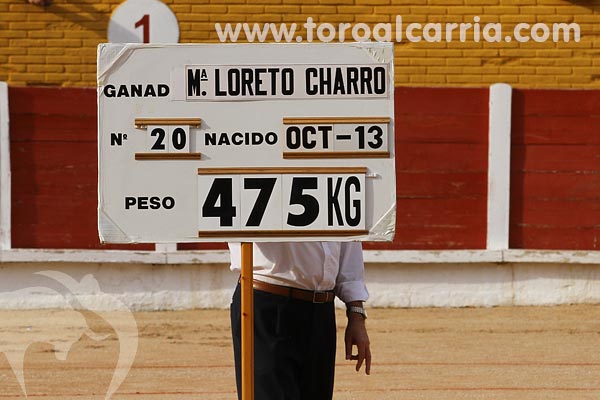 www.toroalcarria.com
1
GANAD Mª LORETO CHARRO
Nº 20 NACIDO OCT-13
PESO 475 KG